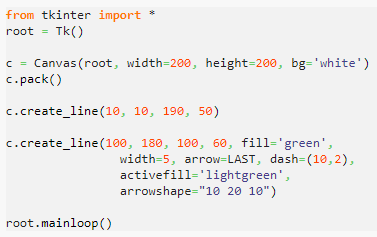 from tkinter import *
root = Tk()

c = Canvas(root, width=200, height=200, bg='white')
c.pack()

c.create_line(10, 10, 190, 50)

c.create_line(100, 180, 100, 60, fill='green',
              width=5, arrow=LAST, dash=(10,2),
              activefill='lightgreen',
              arrowshape="10 20 10")

root.mainloop()